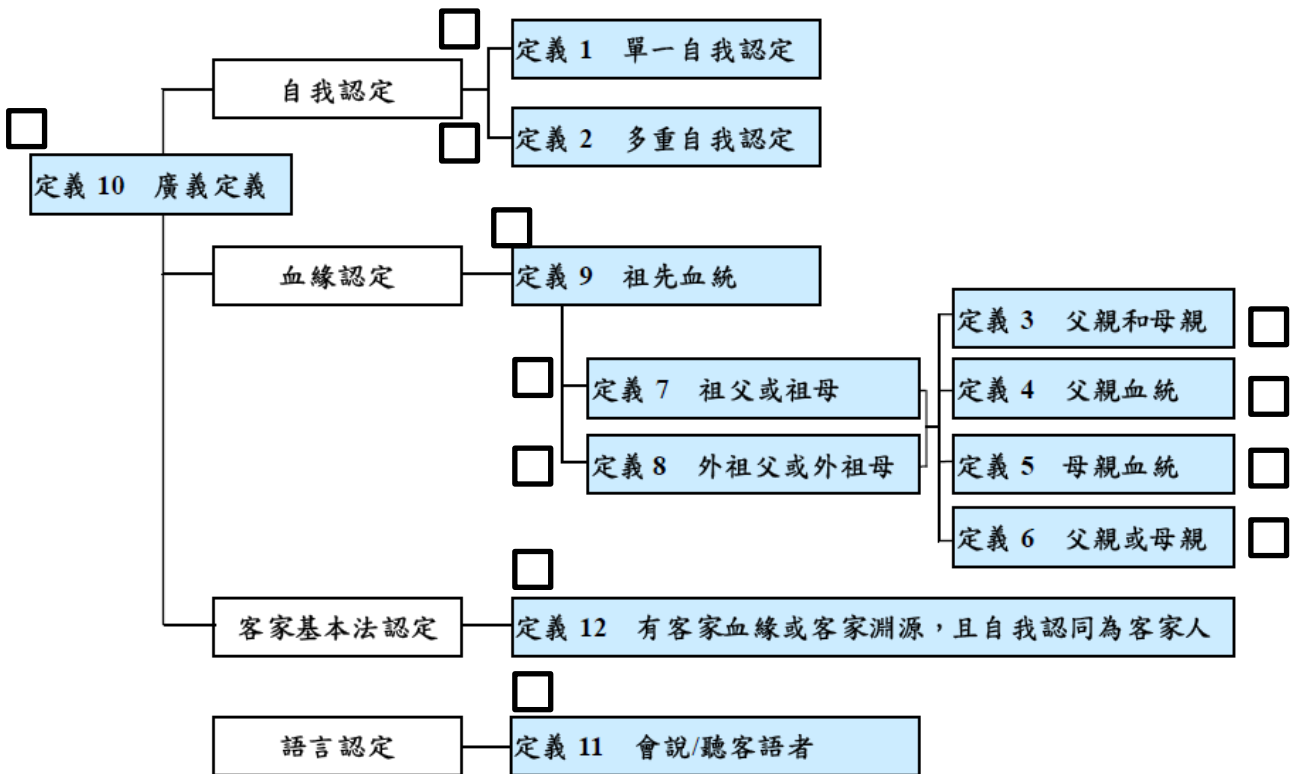 定義 1 單一自我認定
自我認定
定義 2 多重自我認定
定義 10 廣義定義
血緣認定
定義 9 祖先血統
定義 3 父親和母親
定義 7 祖父或祖母
定義 4 父親血統
定義 8 外祖父或外祖母
定義 5 母親血統
定義 6 父親或母親
客家基本法認定
定義 12 有客家血緣或客家淵源，且自我認同為客家人
語言認定
定義 11 會說/聽客語者